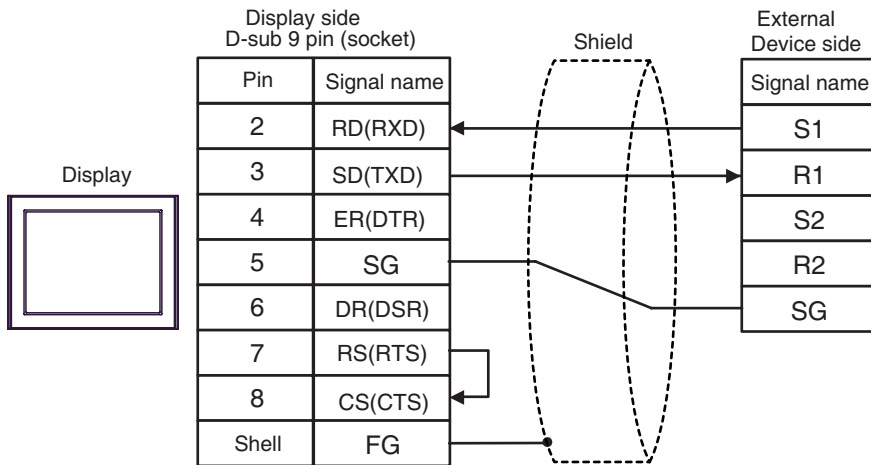 Display side
D-sub 9 pin (socket)
Shield
External
Device side
Pin Signal name
Signal name
2 RD(RXD)
S1
3 SD(TXD)
R1
Display
4 ER(DTR)
S2
5 SG
R2
6 DR(DSR)
SG
7 RS(RTS)
8 CS(CTS)
Shell FG